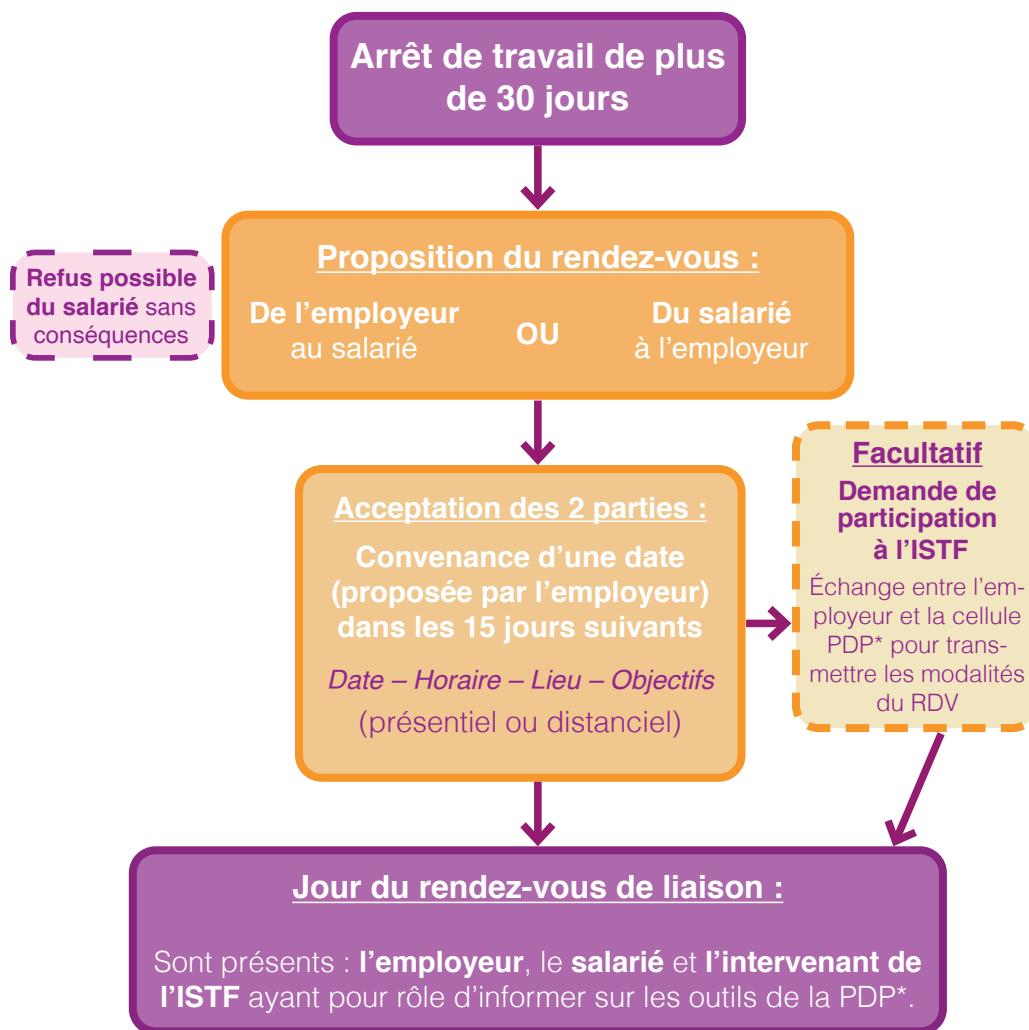 Arrêt de travail de plus
de 30 jours
Proposition du rendez-vous :
Refus possible
du salarié sans
conséquences
De l’employeur
au salarié
OU
Du salarié
à l’employeur
Acceptation des 2 parties :
Convenance d’une date
(proposée par l’employeur)
dans les 15 jours suivants
Date – Horaire – Lieu – Objectifs
(présentiel ou distanciel)
Facultatif
Demande de
participation
à l’ISTF
Échange entre l’em-
ployeur et la cellule
PDP* pour trans-
mettre les modalités
du RDV
Jour du rendez-vous de liaison :
Sont présents : l’employeur, le salarié et l’intervenant de
l’ISTF ayant pour rôle d’informer sur les outils de la PDP*.